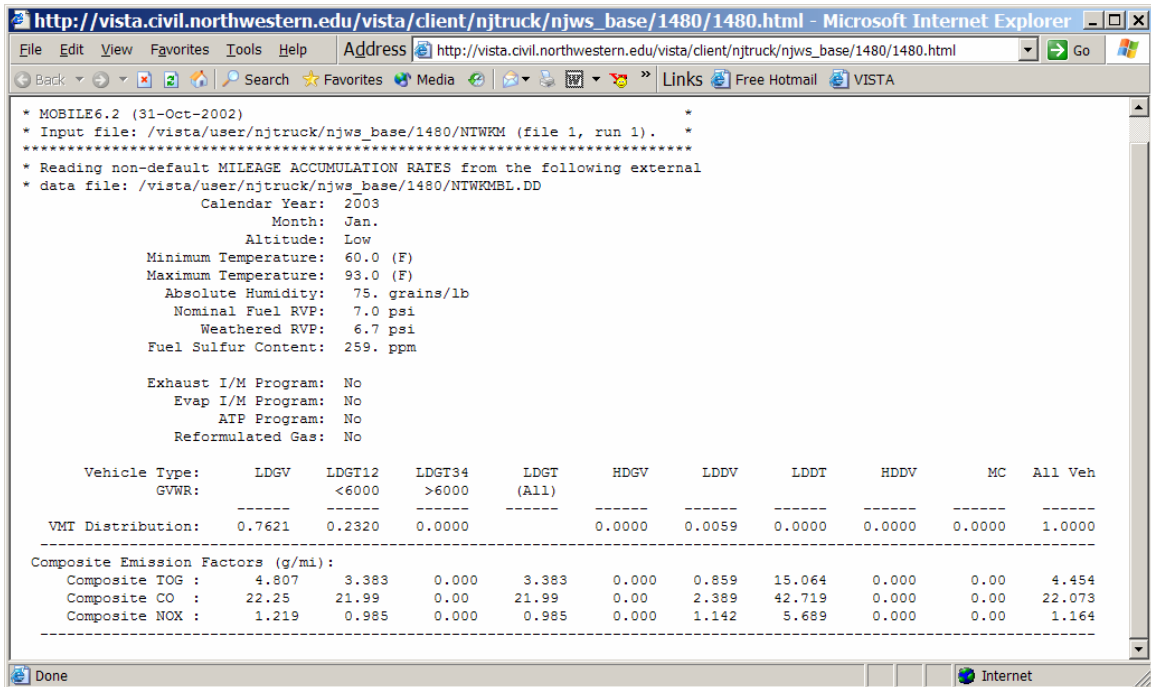 http://vista.civil.northwestern.edu/vista/client/njtruck/njws_base/1480/1480.html - Microsoft Internet Explorer
File Edit View Favorites Tools Help Address http://vista.civil.northwestern.edu/vista/client/njtruck/njws_base/1480/1480.html Go
Back Search Favorites Media » Links Free Hotmail VISTA
* MOBILE6.2 (31-Oct-2002) *
* Input file: /vista/user/njtruck/njws_base/1480/NTWKM (file 1, run 1). *
***************************************************************************
* Reading non-default MILEAGE ACCUMULATION RATES from the following external
* data file: /vista/user/njtruck/njws_base/1480/NTWKMBL.DD
Calendar Year: 2003
Month: Jan.
Altitude: Low
Minimum Temperature: 60.0 (F)
Maximum Temperature: 93.0 (F)
Absolute Humidity: 75. grains/lb
Nominal Fuel RVP: 7.0 psi
Weathered RVP: 6.7 psi
Fuel Sulfur Content: 259. ppm
Exhaust I/M Program: No
Evap I/M Program: No
ATP Program: No
Reformulated Gas: No
Vehicle Type: LDGV LDGT12 LDGT34 LDGT HDGV LDDV LDDT HDDV MC All Veh
GVWR: <6000 >6000 (All)
------ ------ ------ ------ ------ ------ ------ ------ ------ ------
VMT Distribution: 0.7621 0.2320 0.0000 0.0000 0.0059 0.0000 0.0000 0.0000 1.0000
----------------------------------------------------------------------------------------------------------------------
Composite Emission Factors (g/mi):
Composite TOG : 4.807 3.383 0.000 3.383 0.000 0.859 15.064 0.000 0.00 4.454
Composite CO : 22.25 21.99 0.00 21.99 0.00 2.389 42.719 0.000 0.00 22.073
Composite NOX : 1.219 0.985 0.000 0.985 0.000 1.142 5.689 0.000 0.00 1.164
----------------------------------------------------------------------------------------------------------------------
Done Internet